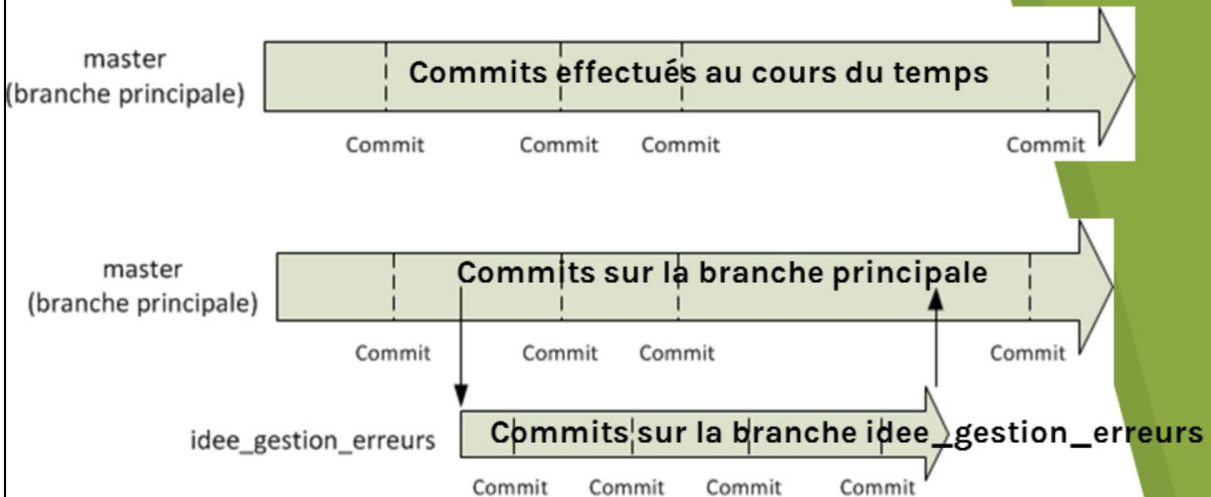 master
(branche principale)
Commits effectués au cours du temps
Commit Commit Commit Commit
master
(branche principale)
Commits sur la branche principale
Commit Commit Commit Commit
idee_gestion_erreurs
Commits sur la branche idee_gestion_erreurs
Commit Commit Commit Commit